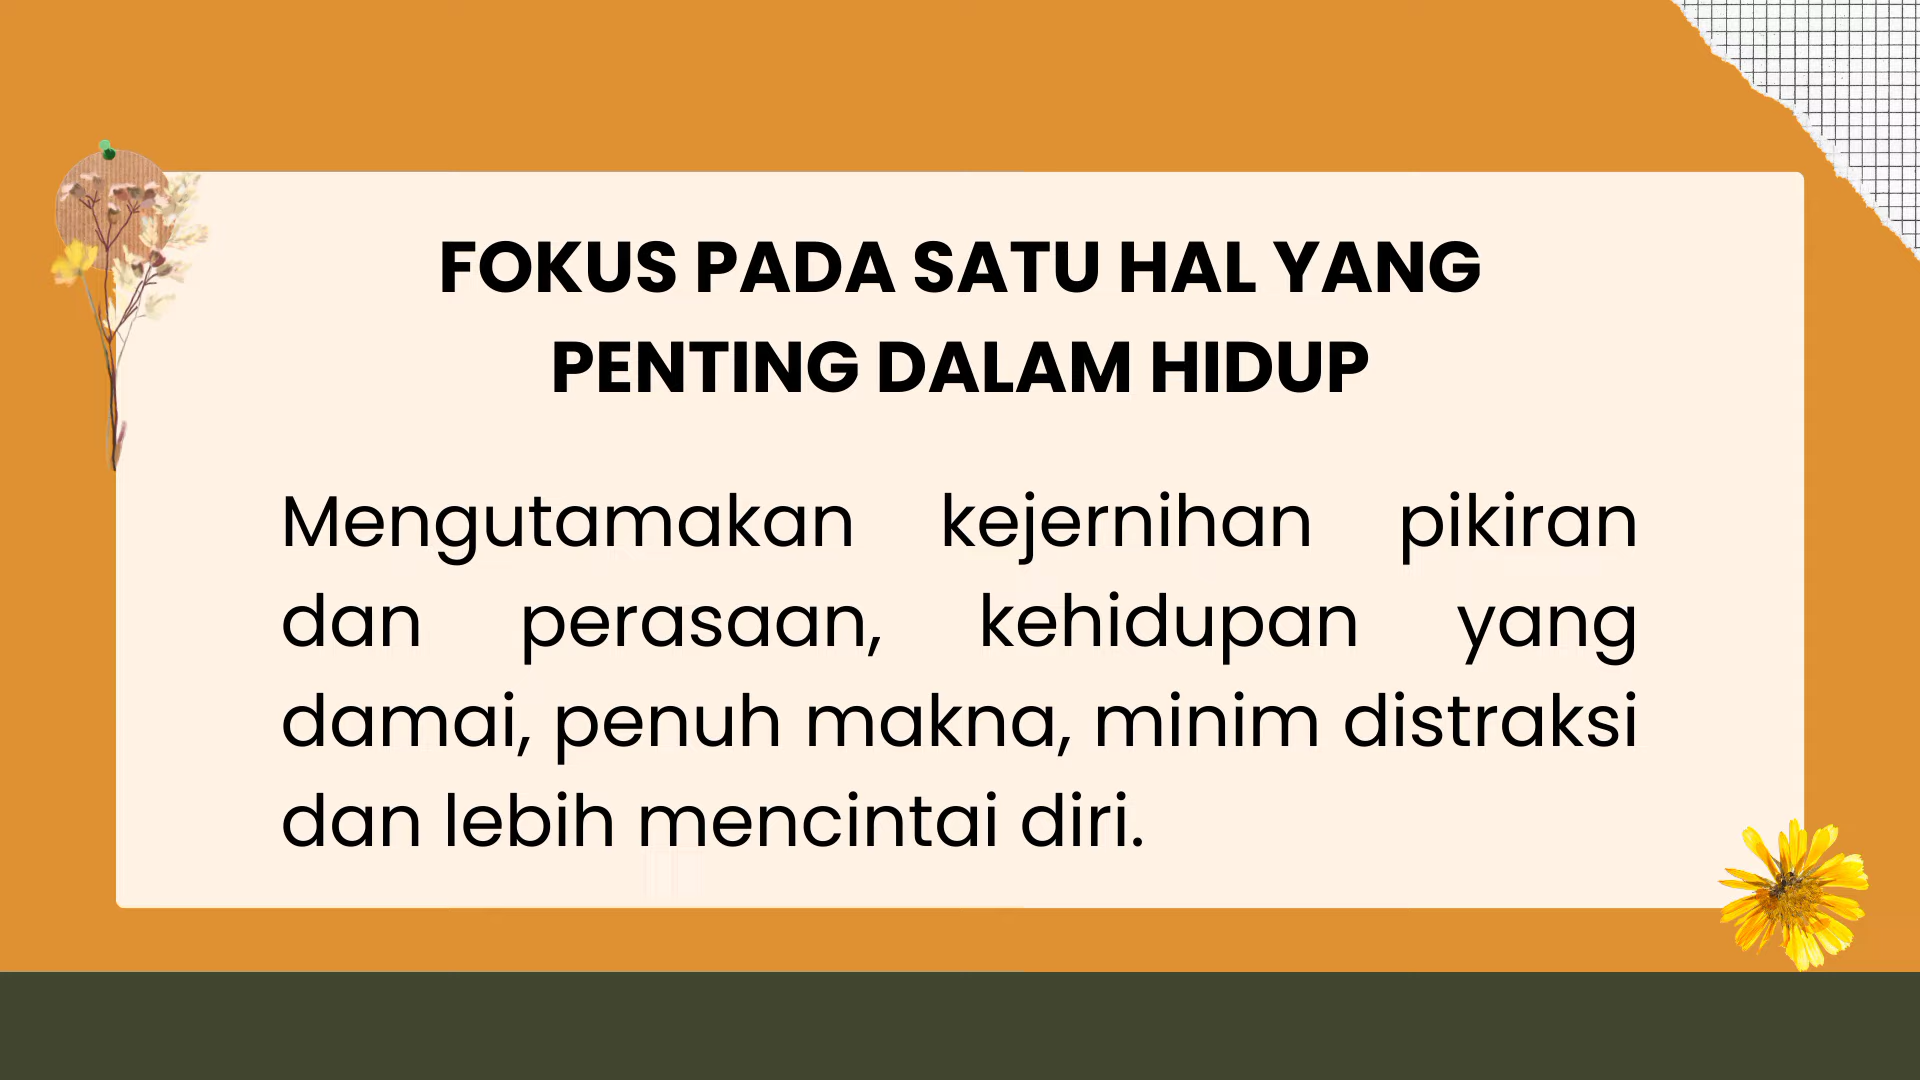 FOKUS PADA SATU HAL YANG
PENTING DALAM HIDUP
Mengutamakan kejernihan pikiran
dan perasaan, kehidupan yang
damai, penuh makna, minim distraksi
dan lebih mencintai diri.